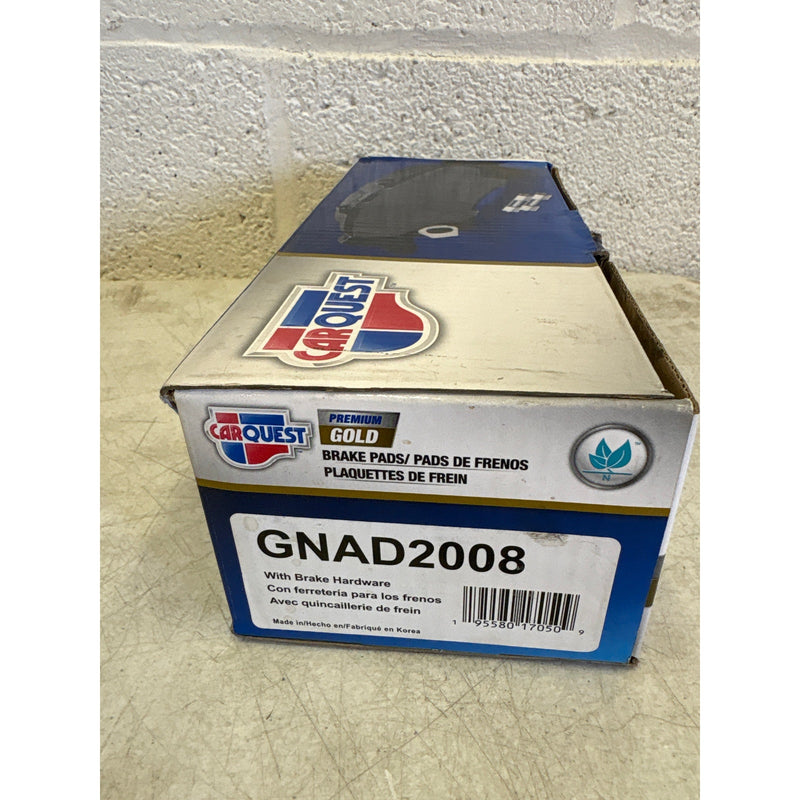 CARQUEST
CARQUEST
PREMIUM
GOLD
BRAKE PADS/ PADS DE FRENOS
PLAQUETTES DE FREIN
N
GNAD2008
With Brake Hardware
Con ferretería para los frenos
Avec quincaillerie de frein
Made in/Hecho en/Fabriqué en Korea
1 95580 17050 9